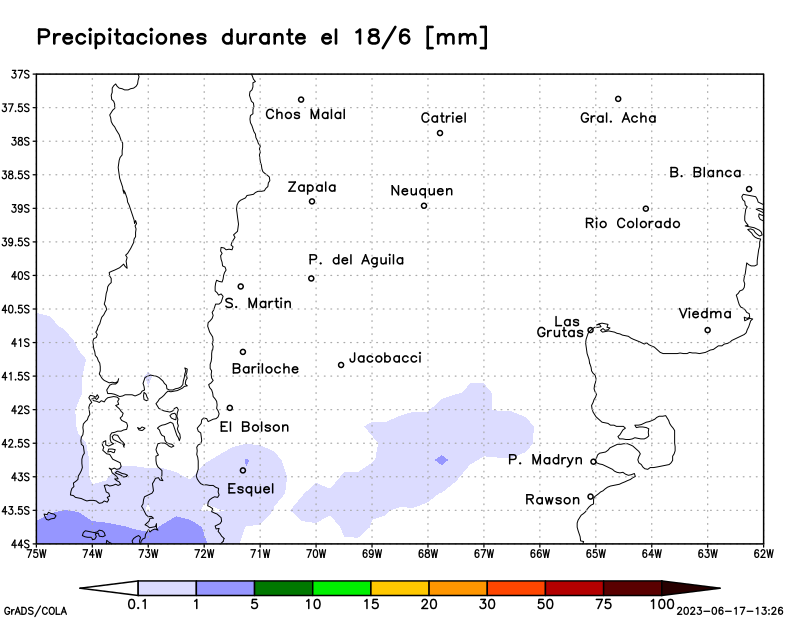 Precipitaciones durante el 18/6 [mm]
37S
37.5S
38S
38.5S
39S
39.5S
40S
40.5S
41S
41.5S
42S
42.5S
43S
43.5S
44S
Chos Malal
Catriel
Gral. Acha
B. Blanca
Zapala
Neuquen
Rio Colorado
P. del Aguila
S. Martin
Viedma
Las
Grutas
Jacobacci
Bariloche
El Bolson
P. Madryn
Esquel
Rawson
75W 74W 73W 72W 71W 70W 69W 68W 67W 66W 65W 64W 63W 62W
0.1 1 5 10 15 20 30 50 75 100
GrADS/COLA
2023-06-17-13:26